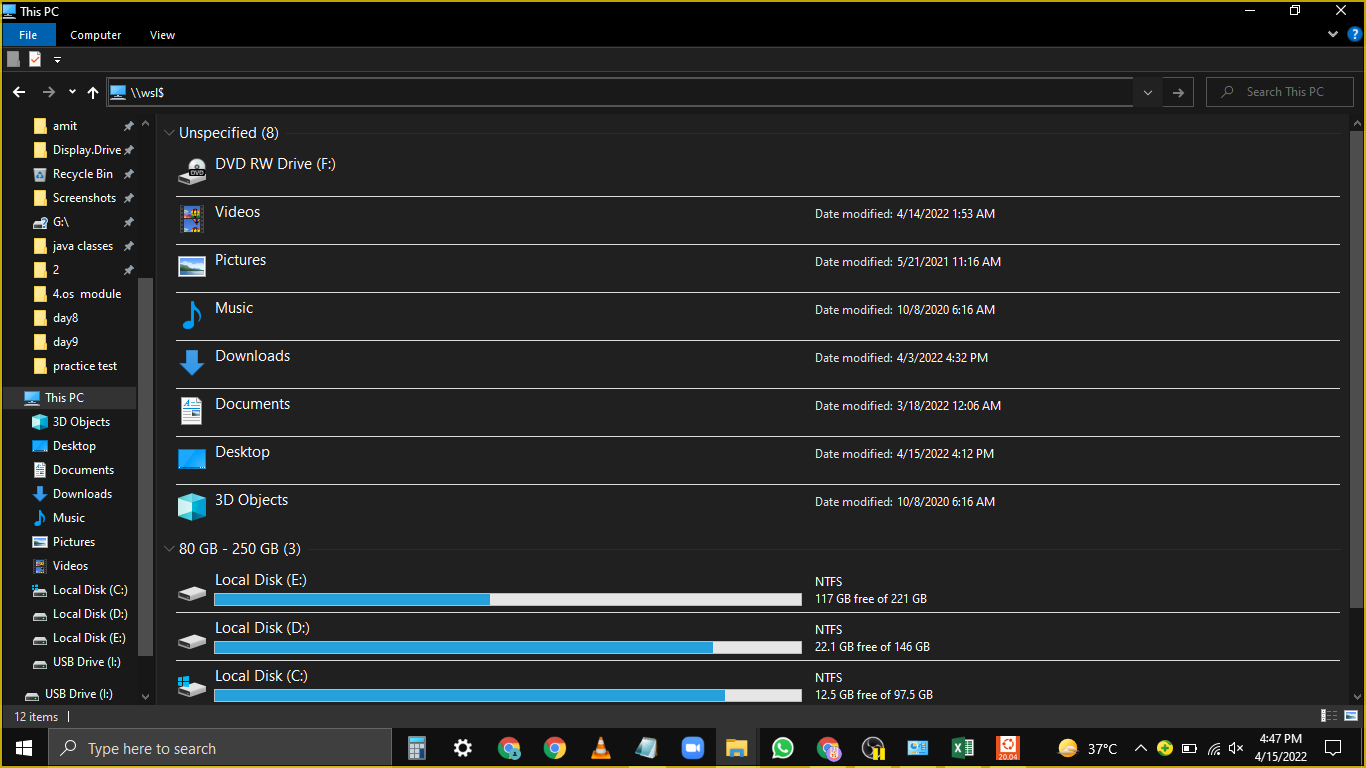 This PC
File Computer View
\\wsl$
Search This PC
amit
Display.Drive
Recycle Bin
Screenshots
G:\
java classes
2
4.os module
day8
day9
practice test
This PC
3D Objects
Desktop
Documents
Downloads
Music
Pictures
Videos
Local Disk (C:)
Local Disk (D:)
Local Disk (E:)
USB Drive (I:)
USB Drive (I:)
Unspecified (8)
DVD RW Drive (F:)
Videos Date modified: 4/14/2022 1:53 AM
Pictures Date modified: 5/21/2021 11:16 AM
Music Date modified: 10/8/2020 6:16 AM
Downloads Date modified: 4/3/2022 4:32 PM
Documents Date modified: 3/18/2022 12:06 AM
Desktop Date modified: 4/15/2022 4:12 PM
3D Objects Date modified: 10/8/2020 6:16 AM
80 GB - 250 GB (3)
Local Disk (E:) NTFS
117 GB free of 221 GB
Local Disk (D:) NTFS
22.1 GB free of 146 GB
Local Disk (C:) NTFS
12.5 GB free of 97.5 GB
12 items
Type here to search
20.04
37°C
4:47 PM
4/15/2022